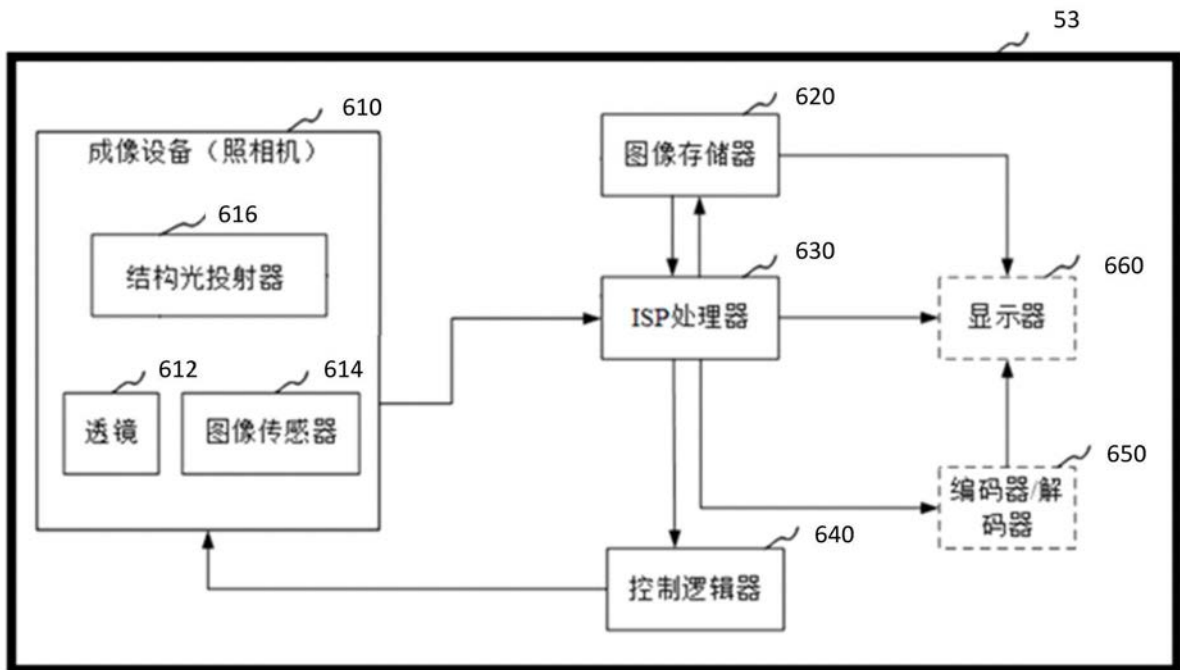 53
610
成像设备（照相机）
616
结构光投射器
612
透镜
614
图像传感器
620
图像存储器
630
ISP处理器
660
显示器
650
编码器/解
码器
640
控制逻辑器